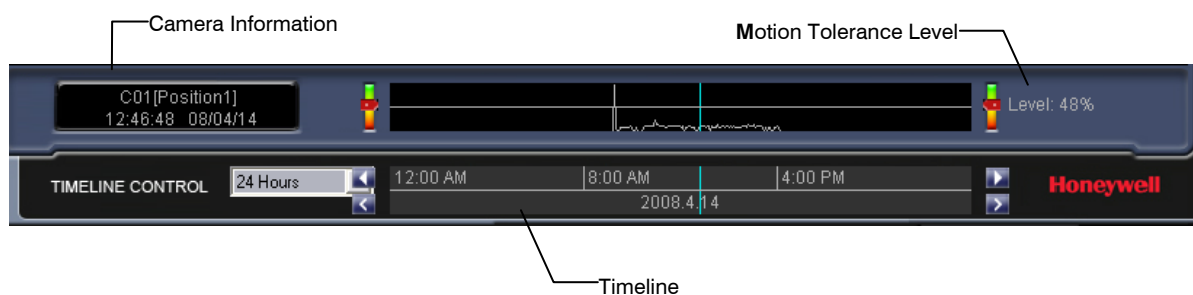 Camera Information
Motion Tolerance Level
C01[Position1]
12:46:48 08/04/14
Level: 48%
TIMELINE CONTROL
24 Hours
12:00 AM 8:00 AM 4:00 PM
2008.4.14
Honeywell
Timeline